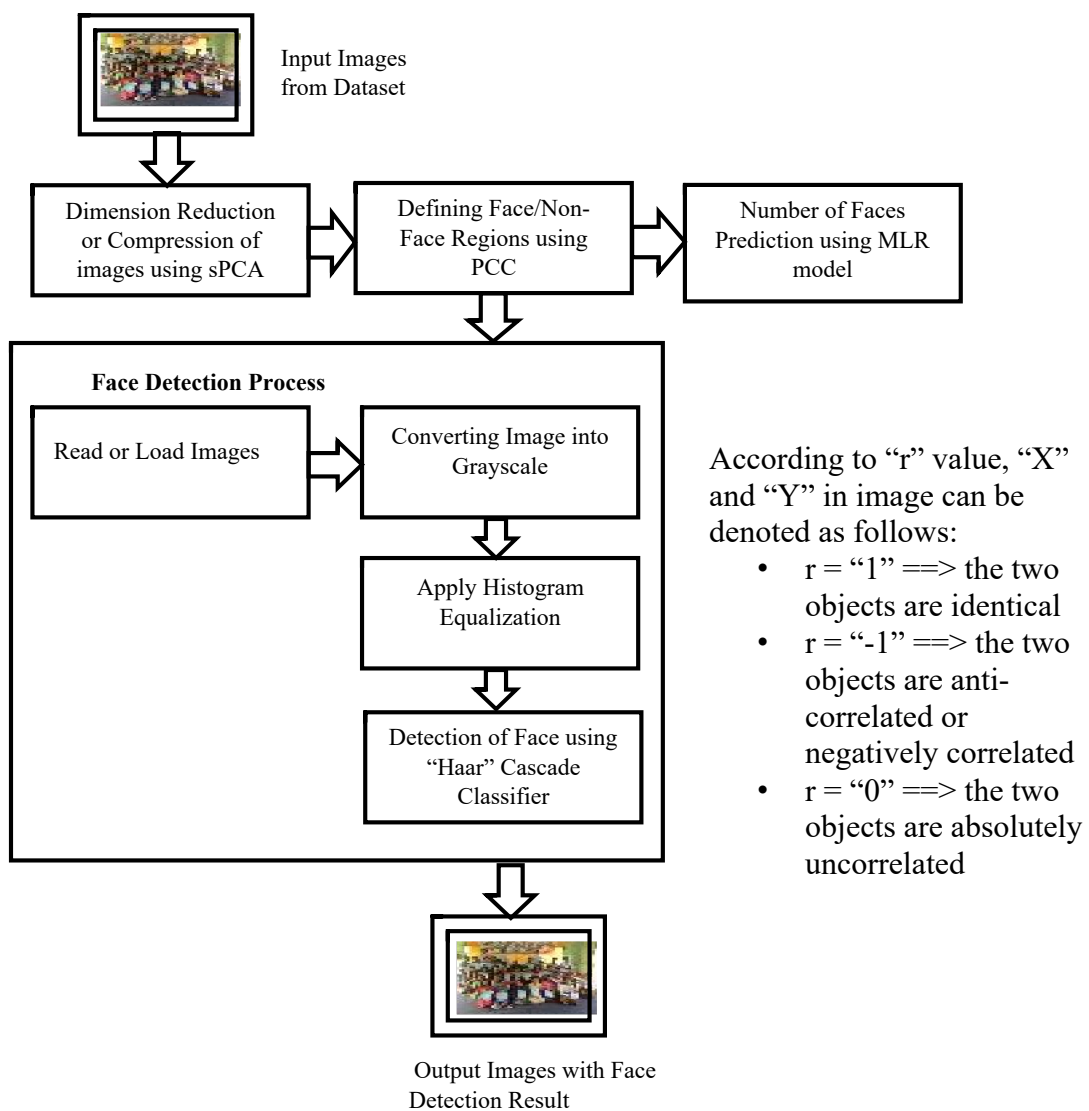 Input Images
from Dataset
Dimension Reduction
or Compression of
images using sPCA
Defining Face/Non-
Face Regions using
PCC
Number of Faces
Prediction using MLR
model
Face Detection Process
Read or Load Images
Converting Image into
Grayscale
Apply Histogram
Equalization
Detection of Face using
“Haar” Cascade
Classifier
According to “r” value, “X”
and “Y” in image can be
denoted as follows:
• r = “1” ==> the two
objects are identical
• r = “-1” ==> the two
objects are anti-
correlated or
negatively correlated
• r = “0” ==> the two
objects are absolutely
uncorrelated
Output Images with Face
Detection Result